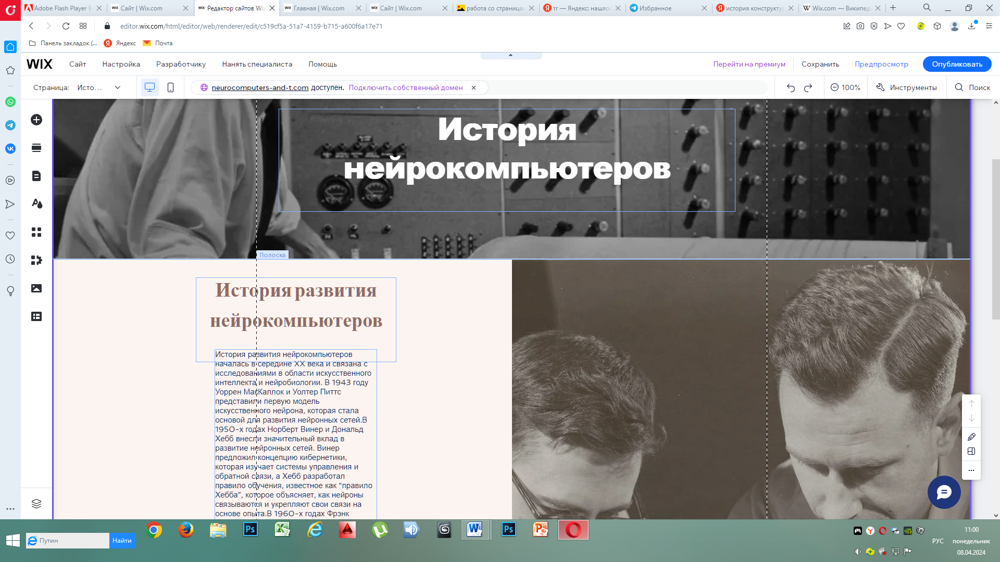 Adobe Flash Player E
Сайт | Wix.com
Редактор сайтов Wi
Главная | Wix.com
Сайт | Wix.com
работа со страница
тг — Яндекс: нашлос
Избранное
история конструктур
Wix.com — Википед
editor.wix.com/html/editor/web/renderer/edit/c519cf5a-51a7-4159-b715-a600f6a17e71
Панель закладок (...
Яндекс
Почта
WIX
Сайт
Настройка
Разработчику
Нанять специалиста
Помощь
Перейти на премиум
Сохранить
Предпросмотр
Опубликовать
Страница:
Исто...
neurocomputers-and-t.com доступен. Подключить собственный домен
100%
Инструменты
Поиск
История
нейрокомпьютеров
Полоска
История развития
нейрокомпьютеров
История развития нейрокомпьютеров
началась в середине XX века и связана с
исследованиями в области искусственного
интеллекта и нейробиологии. В 1943 году
Уоррен МакКаллок и Уолтер Питтс
представили первую модель
искусственного нейрона, которая стала
основой для развития нейронных сетей.В
1950-х годах Норберт Винер и Дональд
Хебб внесли значительный вклад в
развитие нейронных сетей. Винер
предложил концепцию кибернетики,
которая изучает системы управления и
обратной связи, а Хебб разработал
правило обучения, известное как “правило
Хебба”, которое объясняет, как нейроны
связываются и укрепляют свои связи на
основе опыта.В 1960-х годах Фрэнк
Путин
Найти
РУС
11:00
понедельник
08.04.2024